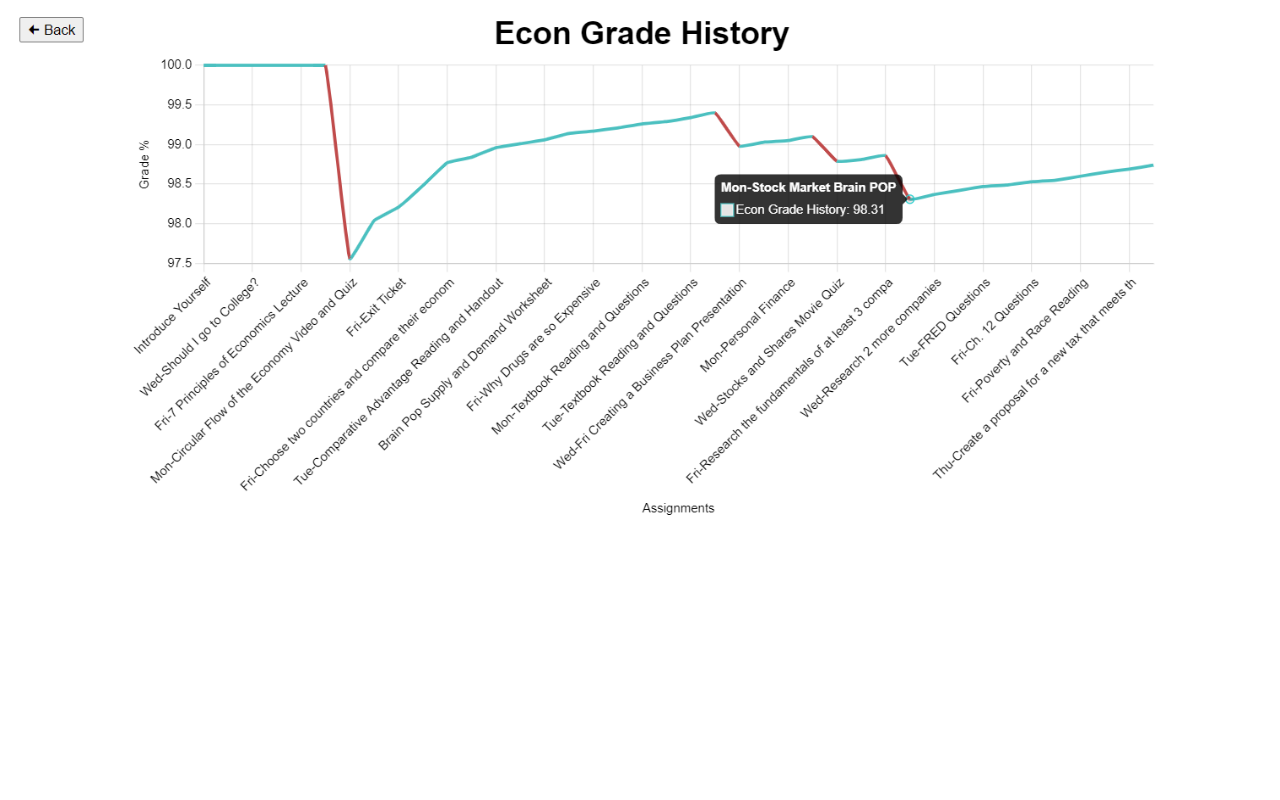 Back
Econ Grade History
100.0
99.5
99.0
98.5
98.0
97.5
Grade %
Mon-Stock Market Brain POP
Econ Grade History: 98.31
Introduce Yourself
Wed-Should I go to College?
Fri-7 Principles of Economics Lecture
Mon-Circular Flow of the Economy Video and Quiz
Fri-Exit Ticket
Fri-Choose two countries and compare their econom
Tue-Comparative Advantage Reading and Handout
Brain Pop Supply and Demand Worksheet
Fri-Why Drugs are so Expensive
Mon-Textbook Reading and Questions
Tue-Textbook Reading and Questions
Wed-Fri Creating a Business Plan Presentation
Mon-Personal Finance
Wed-Stocks and Shares Movie Quiz
Fri-Research the fundamentals of at least 3 compa
Wed-Research 2 more companies
Tue-FRED Questions
Fri-Ch. 12 Questions
Fri-Poverty and Race Reading
Thu-Create a proposal for a new tax that meets th
Assignments